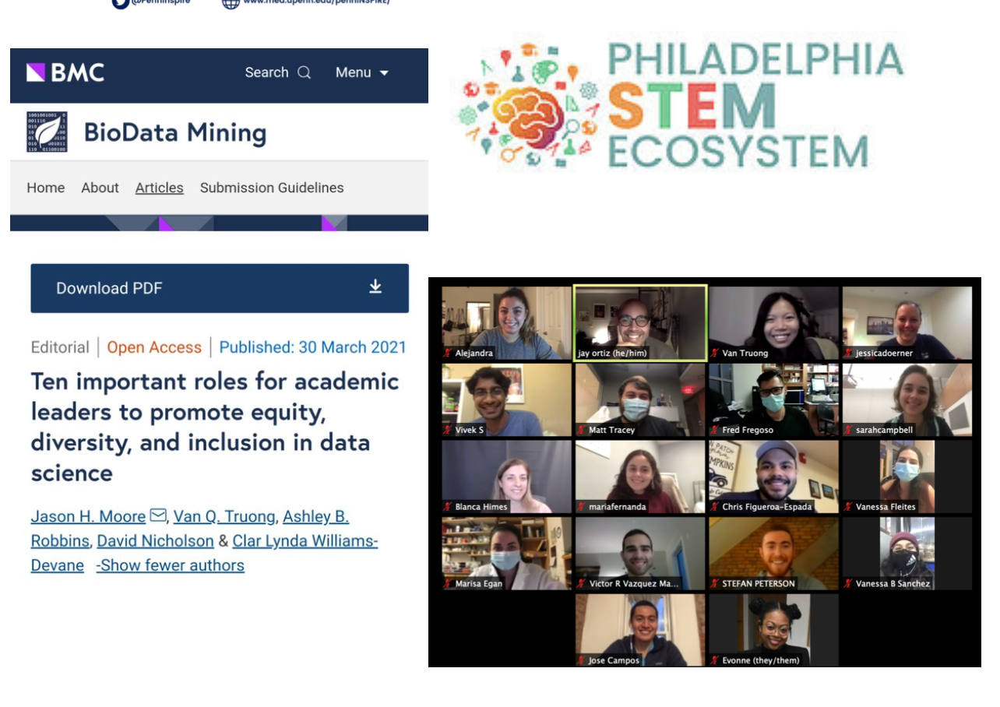 @PennInspire
www.med.upenn.edu/pennINSPIRE/
BMC
Search
Menu
BioData Mining
Home About Articles Submission Guidelines
Download PDF
Editorial | Open Access | Published: 30 March 2021
Ten important roles for academic
leaders to promote equity,
diversity, and inclusion in data
science
Jason H. Moore, Van Q. Truong, Ashley B.
Robbins, David Nicholson & Clar Lynda Williams-
Devane -Show fewer authors
PHILADELPHIA
STEM
ECOSYSTEM
Alejandra
jay ortiz (he/him)
Van Truong
jessicadoerner
Vivek S
Matt Tracey
Fred Fregoso
sarahcampbell
Blanca Himes
mariafernanda
Chris Figueroa-Espada
Vanessa Fleites
Marisa Egan
Victor R Vazquez Ma...
STEFAN PETERSON
Vanessa B Sanchez
Jose Campos
Evonne (they/them)